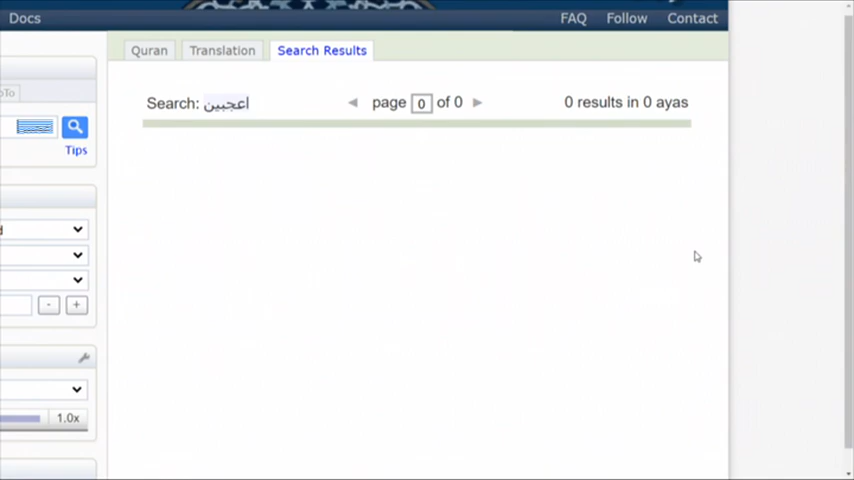 Docs FAQ Follow Contact
Quran Translation Search Results
Search: اعجبين page 0 of 0 0 results in 0 ayas
Tips
- +
1.0x